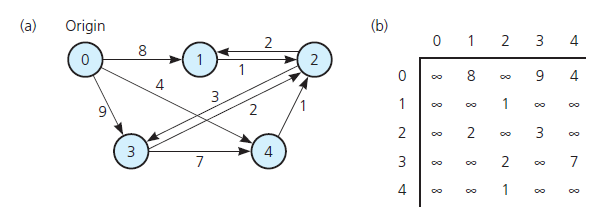 (a) Origin
0 8 1 2 1 2
4
9 3 2 1
3 7 4
(b)
0 1 2 3 4
0 ∞ 8 ∞ 9 4
1 ∞ ∞ 1 ∞ ∞
2 ∞ 2 ∞ 3 ∞
3 ∞ ∞ 2 ∞ 7
4 ∞ ∞ 1 ∞ ∞